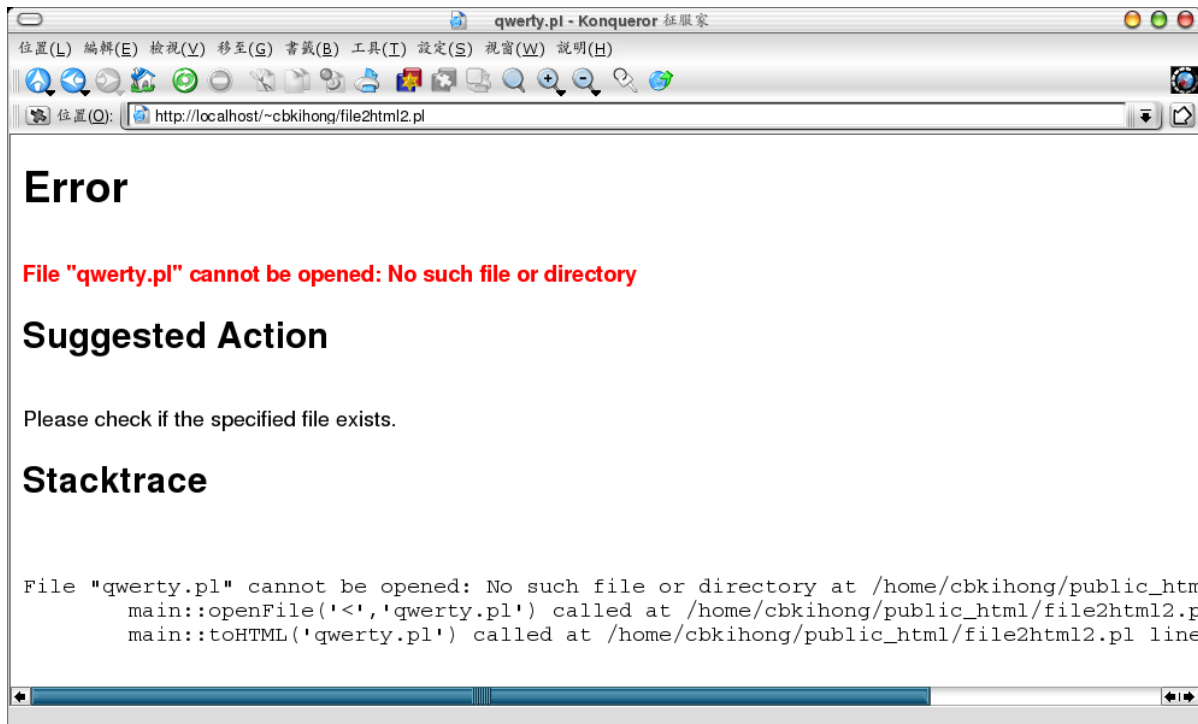 qwerty.pl - Konqueror 征服家
位置(L) 編輯(E) 檢視(V) 移至(G) 書籤(B) 工具(T) 設定(S) 視窗(W) 說明(H)
位置(O): http://localhost/~cbkihong/file2html2.pl
Error
File "qwerty.pl" cannot be opened: No such file or directory
Suggested Action
Please check if the specified file exists.
Stacktrace
File "qwerty.pl" cannot be opened: No such file or directory at /home/cbkihong/public_htm
main::openFile('<','qwerty.pl') called at /home/cbkihong/public_html/file2html2.p
main::toHTML('qwerty.pl') called at /home/cbkihong/public_html/file2html2.pl line